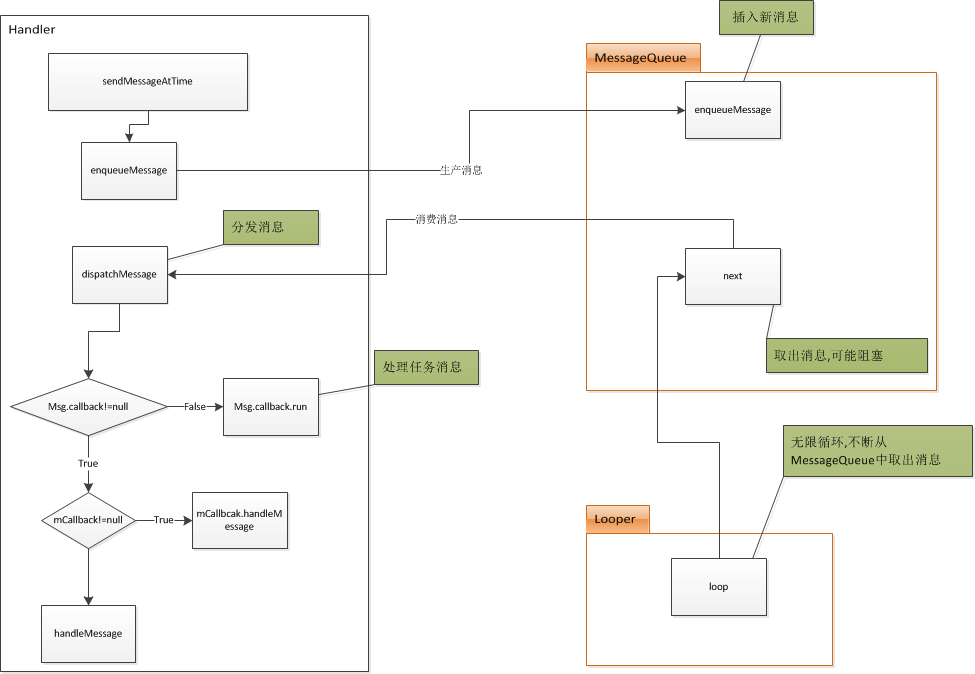 Handler
sendMessageAtTime
enqueueMessage
生产消息
分发消息
dispatchMessage
消费消息
处理任务消息
Msg.callback!=null
False
Msg.callback.run
True
mCallback!=null
True
mCallbcak.handleM
essage
handleMessage
插入新消息
MessageQueue
enqueueMessage
next
取出消息,可能阻塞
无限循环,不断从
MessageQueue中取出消息
Looper
loop